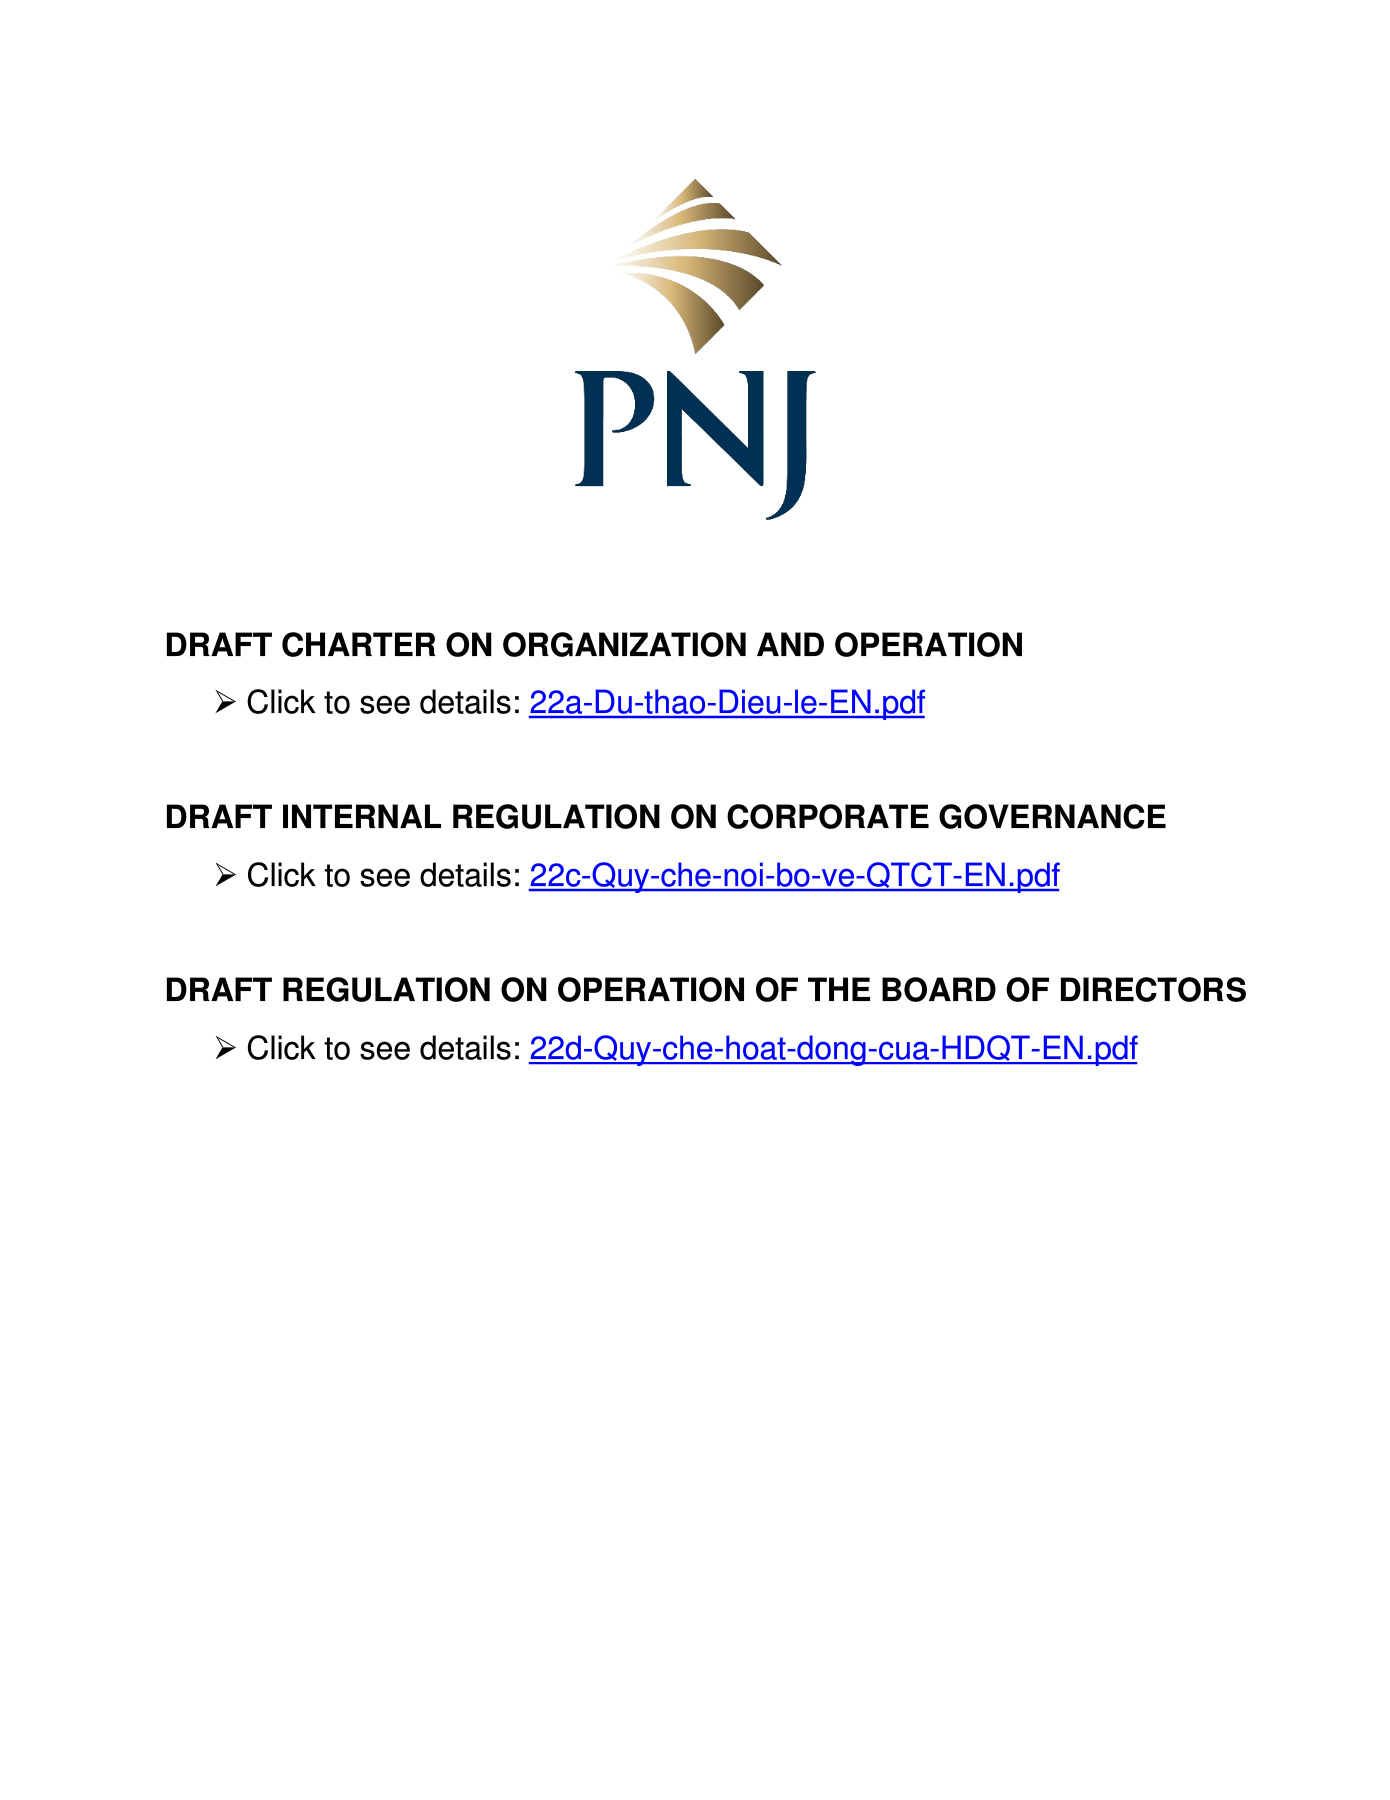 PNJ
DRAFT CHARTER ON ORGANIZATION AND OPERATION
➢ Click to see details: 22a-Du-thao-Dieu-le-EN.pdf
DRAFT INTERNAL REGULATION ON CORPORATE GOVERNANCE
➢ Click to see details: 22c-Quy-che-noi-bo-ve-QTCT-EN.pdf
DRAFT REGULATION ON OPERATION OF THE BOARD OF DIRECTORS
➢ Click to see details: 22d-Quy-che-hoat-dong-cua-HDQT-EN.pdf